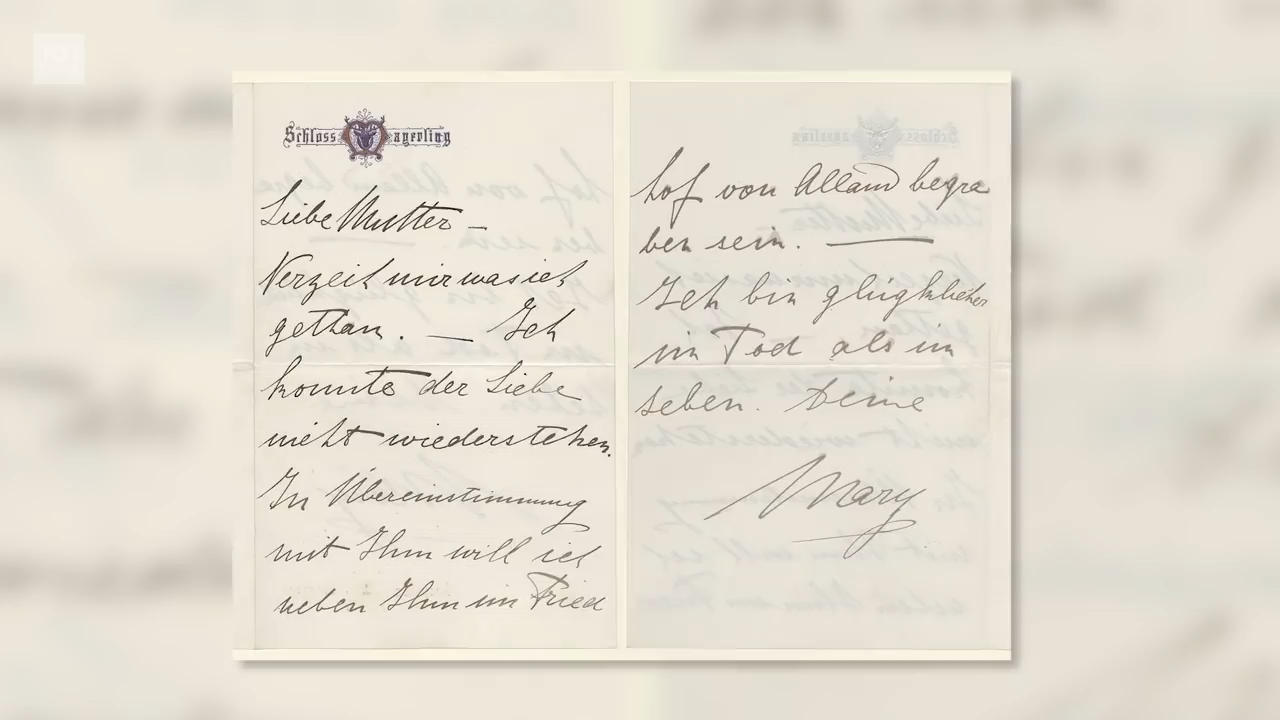 Schloss Mayerling
Liebe Mutter –
Verzeih mir was ich
gethan. — Ich
konnte der Liebe
nicht wiederstehen.
In Übereinstimmung
mit Ihm will ich
neben Ihm im Fried
hof von Alland begra
ben sein. —
Ich bin glüglicher
im Tod als im
Leben. Deine
Mary